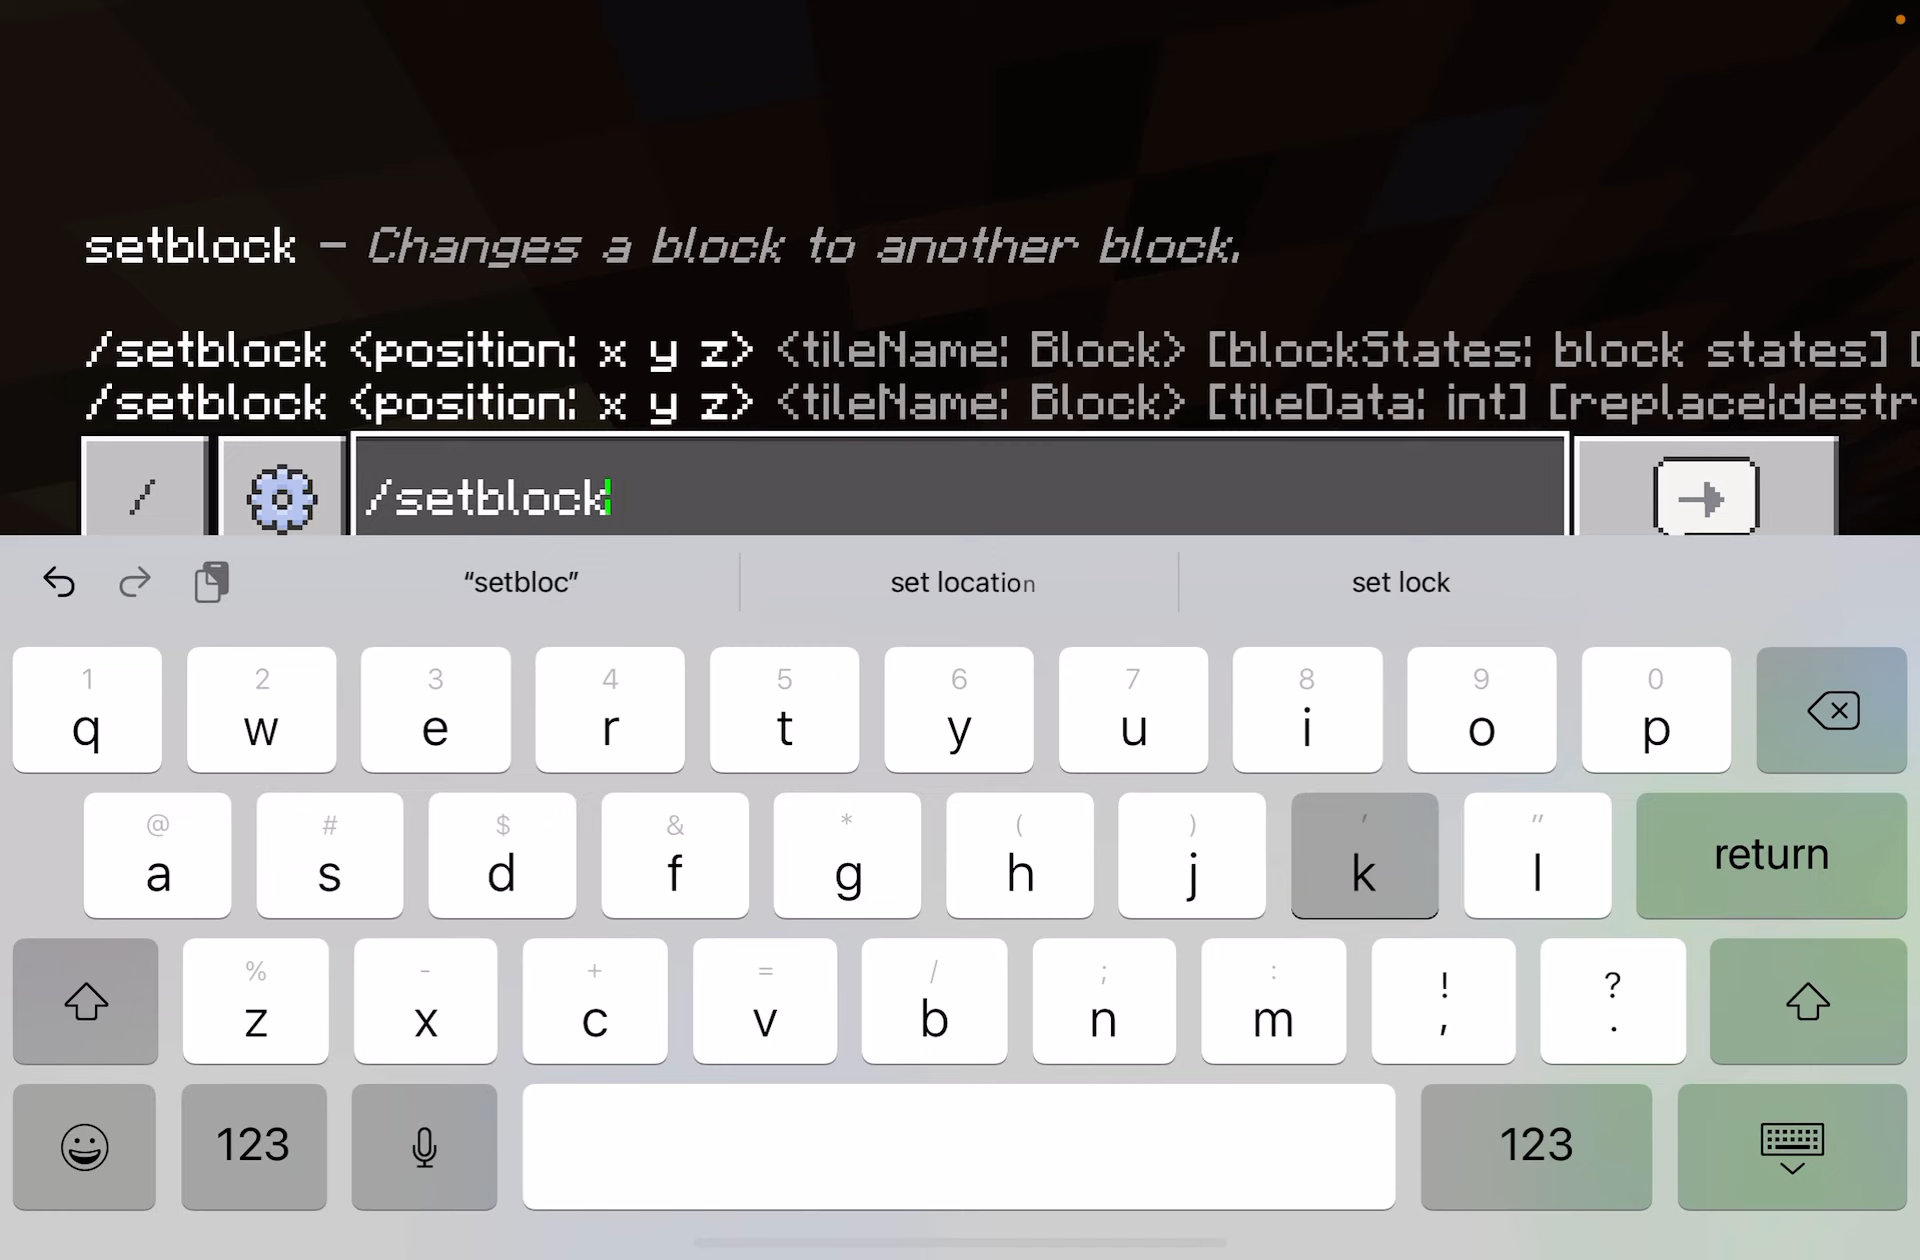 setblock - Changes a block to another block.
/setblock <position: x y z> <tileName: Block> [blockStates: block states] [
/setblock <position: x y z> <tileName: Block> [tileData: int] [replace|destr
/ /setblock
"setbloc" set location set lock
1 2 3 4 5 6 7 8 9 0
q w e r t y u i o p
@ # $ & * ( ) ' "
a s d f g h j k l return
% - + = / ; : ! ?
z x c v b n m , .
123 123